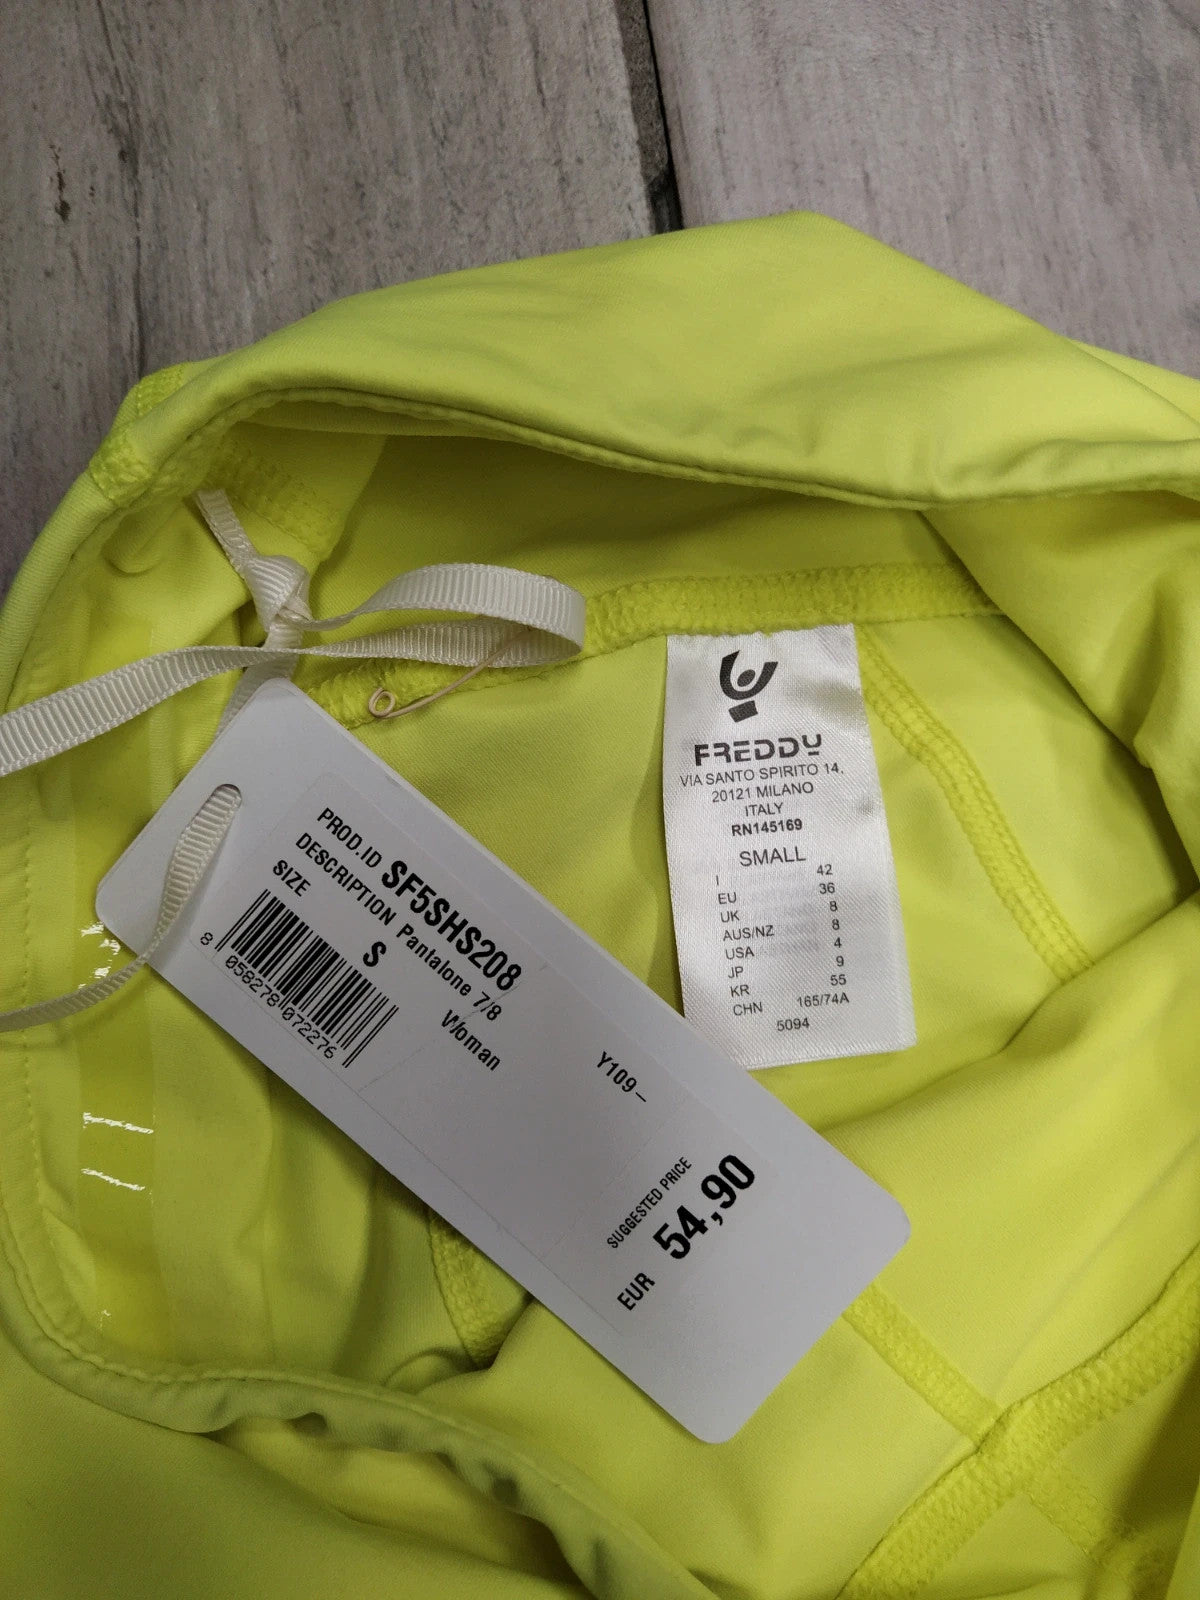 FREDDY
VIA SANTO SPIRITO 14,
20121 MILANO
ITALY
RN145169
SMALL
I 42
EU 36
UK 8
AUS/NZ 8
USA 4
JP 9
KR 55
CHN 165/74A
5094
PROD.ID SF5SHS208
DESCRIPTION Pantalone 7/8
Woman
SIZE S
Y109-
8 058278 072276
SUGGESTED PRICE
EUR 54,90